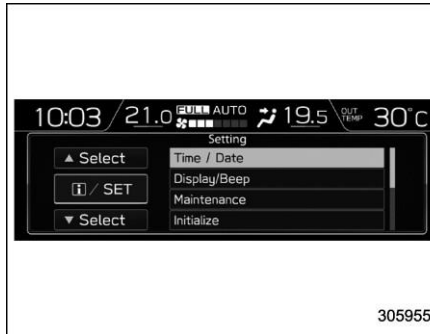 10:03 21.0 FULL AUTO 19.5 OUT TEMP 30°C
Setting
▲ Select
Time / Date
Display/Beep
i / SET
Maintenance
▼ Select
Initialize
305955